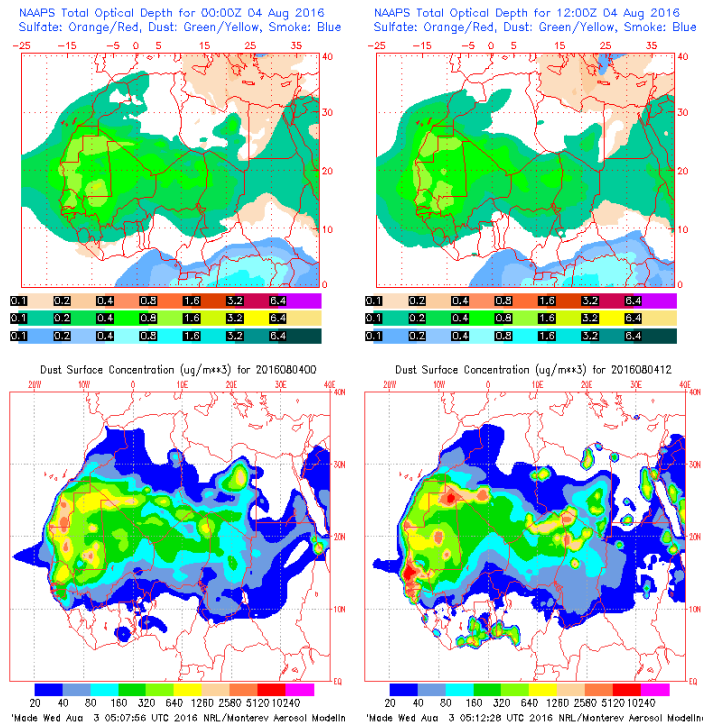 NAAPS Total Optical Depth for 00:00Z 04 Aug 2016
Sulfate: Orange/Red, Dust: Green/Yellow, Smoke: Blue
-25 -15 -5 5 15 25 35
40
30
20
10
0
0.1 0.2 0.4 0.8 1.6 3.2 6.4
0.1 0.2 0.4 0.8 1.6 3.2 6.4
0.1 0.2 0.4 0.8 1.6 3.2 6.4
NAAPS Total Optical Depth for 12:00Z 04 Aug 2016
Sulfate: Orange/Red, Dust: Green/Yellow, Smoke: Blue
-25 -15 -5 5 15 25 35
40
30
20
10
0
0.1 0.2 0.4 0.8 1.6 3.2 6.4
0.1 0.2 0.4 0.8 1.6 3.2 6.4
0.1 0.2 0.4 0.8 1.6 3.2 6.4
Dust Surface Concentration (ug/m**3) for 2016080400
20W 10W 0 10E 20E 30E 40E
40N
30N
20N
10N
EQ
20 40 80 160 320 640 1280 2580 5120 10240
'Made Wed Aug 3 05:07:56 UTC 2016 NRL/Monterey Aerosol Modelin
Dust Surface Concentration (ug/m**3) for 2016080412
20W 10W 0 10E 20E 30E 40E
40N
30N
20N
10N
EQ
20 40 80 160 320 640 1280 2580 5120 10240
'Made Wed Aug 3 05:12:28 UTC 2016 NRL/Monterey Aerosol Modelin